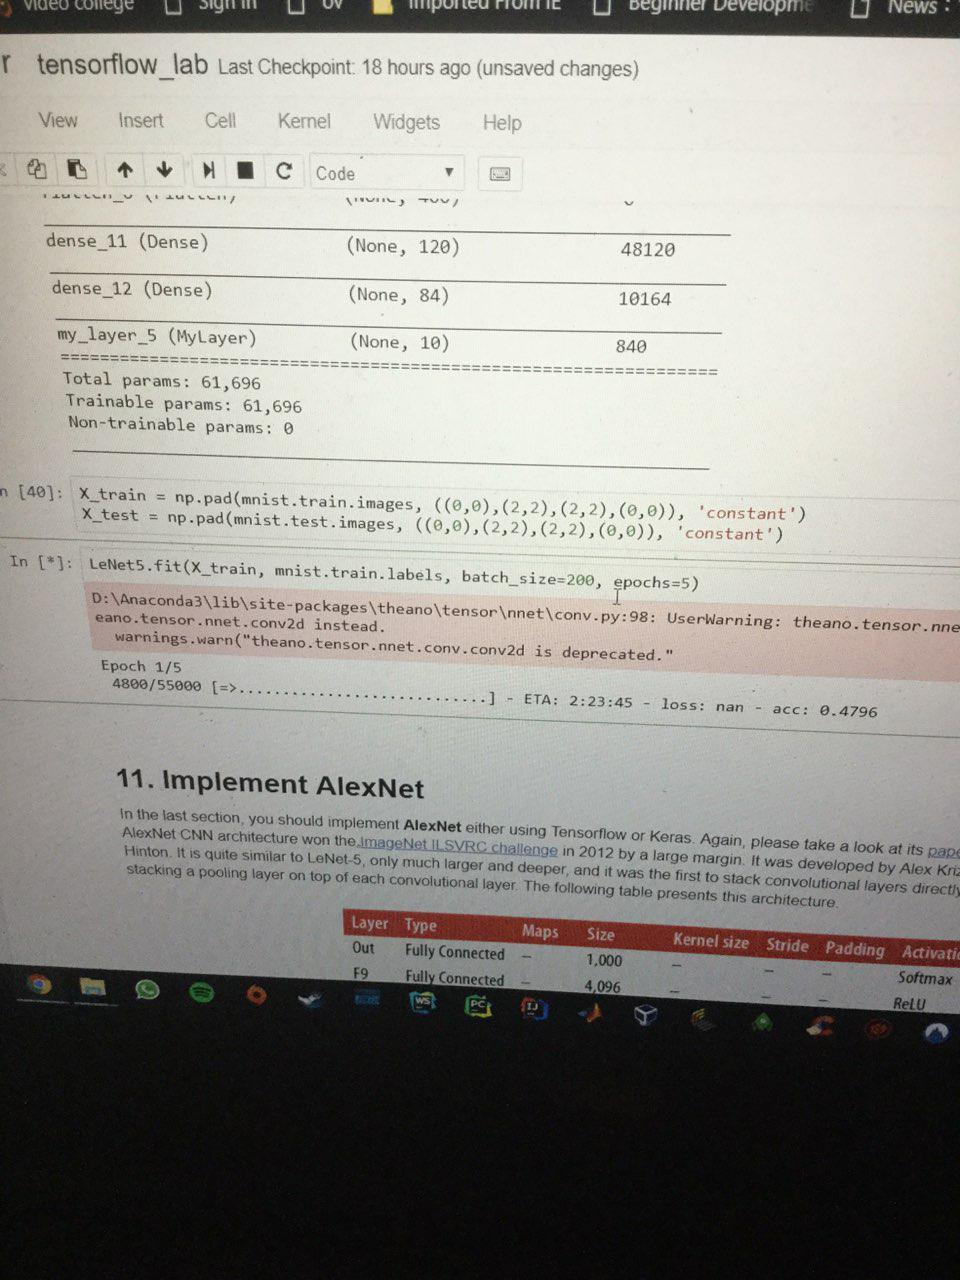 video college Sign in Imported From IE Beginner Developme News :
r tensorflow_lab Last Checkpoint: 18 hours ago (unsaved changes)
View Insert Cell Kernel Widgets Help
Code
dense_11 (Dense) (None, 120) 48120
dense_12 (Dense) (None, 84) 10164
my_layer_5 (MyLayer) (None, 10) 840
=================================================================
Total params: 61,696
Trainable params: 61,696
Non-trainable params: 0
n [40]: X_train = np.pad(mnist.train.images, ((0,0),(2,2),(2,2),(0,0)), 'constant')
X_test = np.pad(mnist.test.images, ((0,0),(2,2),(2,2),(0,0)), 'constant')
In [*]: LeNet5.fit(X_train, mnist.train.labels, batch_size=200, epochs=5)
D:\Anaconda3\lib\site-packages\theano\tensor\nnet\conv.py:98: UserWarning: theano.tensor.nne
eano.tensor.nnet.conv2d instead.
warnings.warn("theano.tensor.nnet.conv.conv2d is deprecated."
Epoch 1/5
4800/55000 [=>............................] - ETA: 2:23:45 - loss: nan - acc: 0.4796
11. Implement AlexNet
In the last section, you should implement AlexNet either using Tensorflow or Keras. Again, please take a look at its pape
AlexNet CNN architecture won the ImageNet ILSVRC challenge in 2012 by a large margin. It was developed by Alex Kriz
Hinton. It is quite similar to LeNet-5, only much larger and deeper, and it was the first to stack convolutional layers directly
stacking a pooling layer on top of each convolutional layer. The following table presents this architecture.
Layer Type Maps Size Kernel size Stride Padding Activatio
Out Fully Connected – 1,000 – – – Softmax
F9 Fully Connected – 4,096 – – – ReLU
WS PC IJ